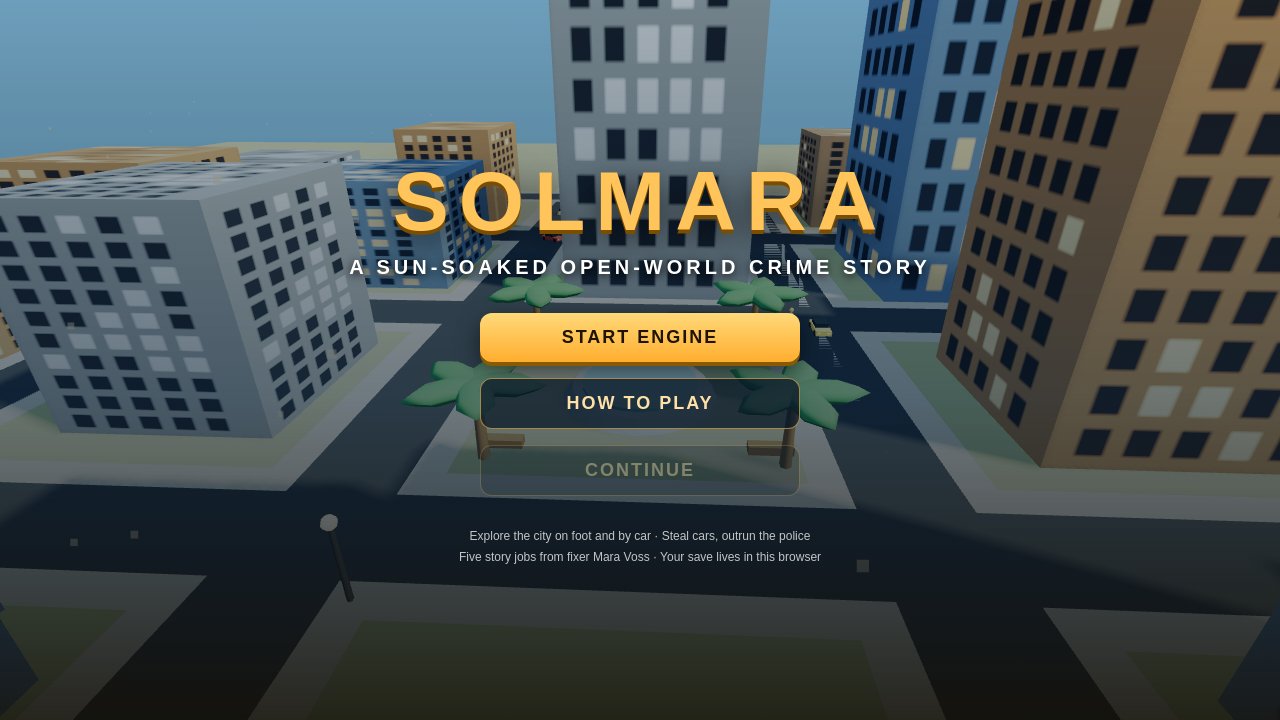 SOLMARA
A SUN-SOAKED OPEN-WORLD CRIME STORY
START ENGINE
HOW TO PLAY
CONTINUE
Explore the city on foot and by car · Steal cars, outrun the police
Five story jobs from fixer Mara Voss · Your save lives in this browser